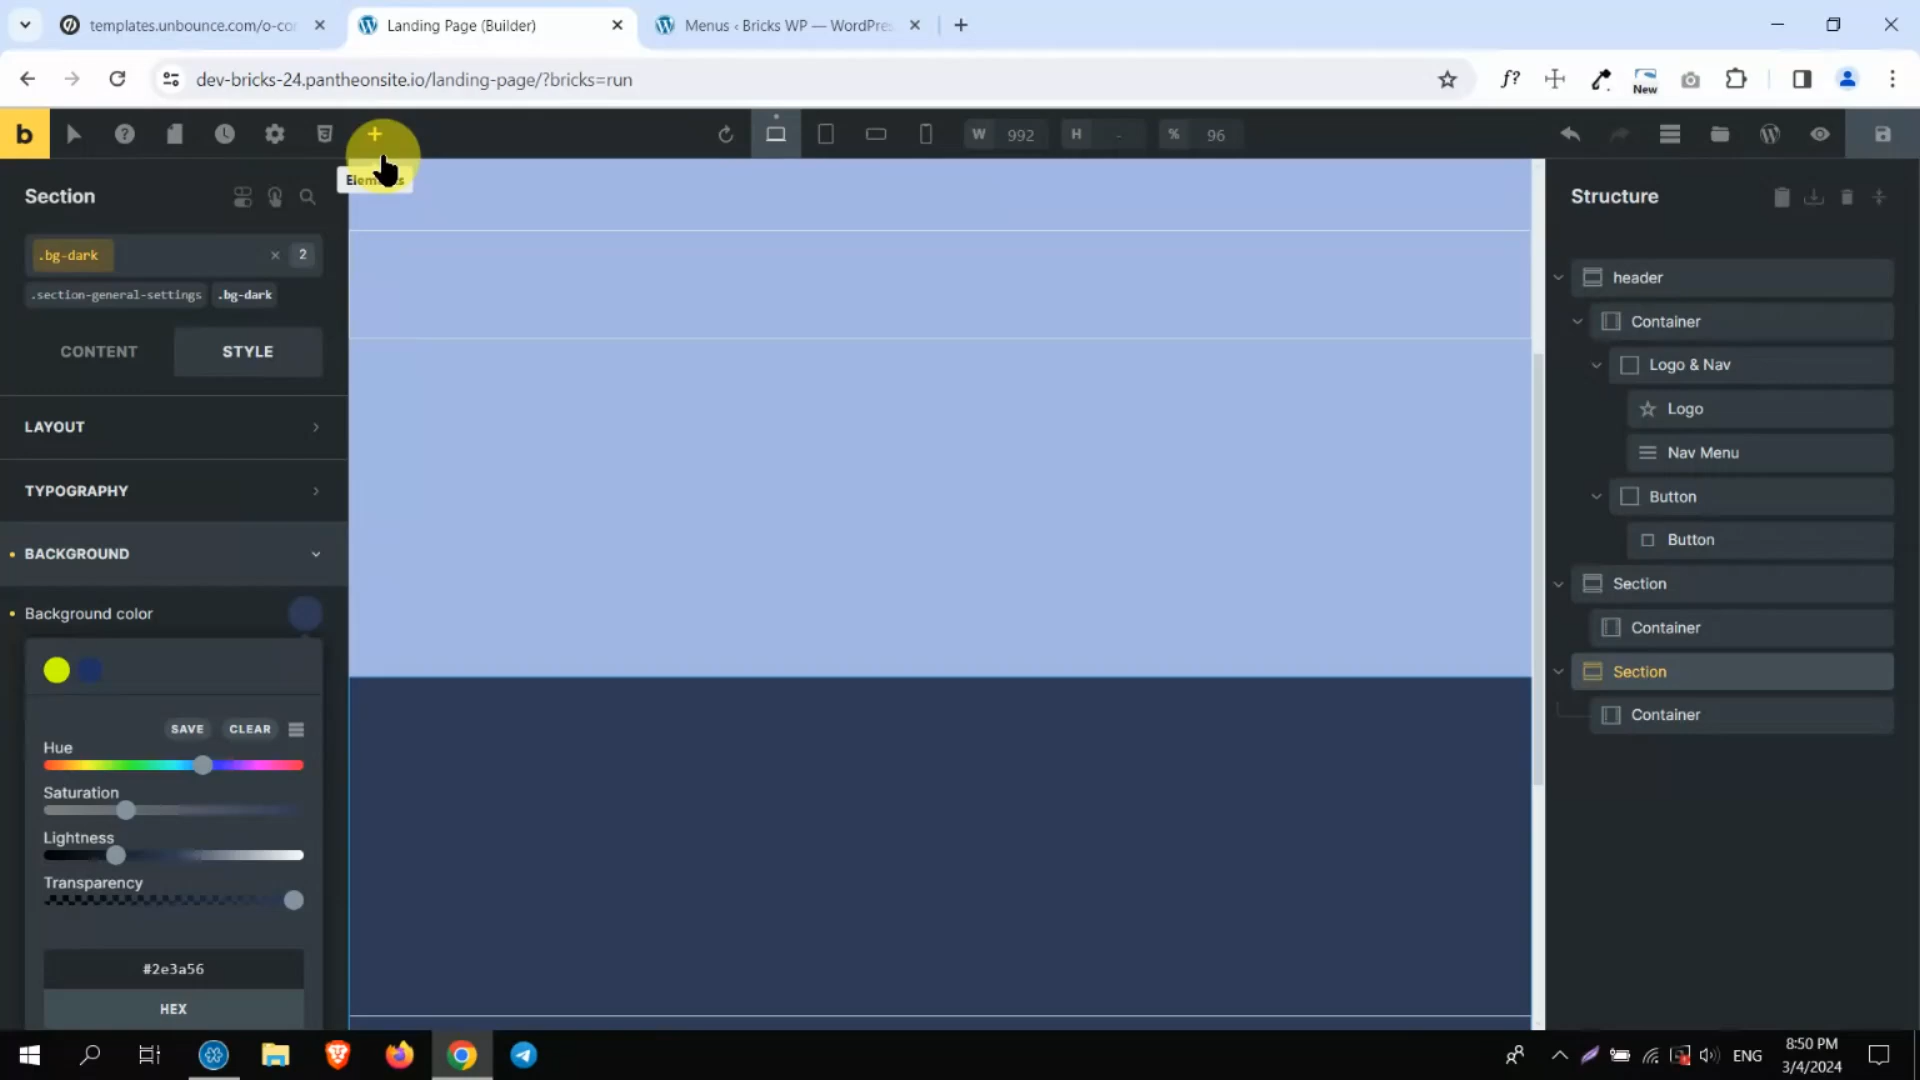 templates.unbounce.com/o-co
Landing Page (Builder)
Menus ‹ Bricks WP — WordPre
dev-bricks-24.pantheonsite.io/landing-page/?bricks=run
f?
New
b
W 992 H - % 96
Elements
Section
.bg-dark
2
.section-general-settings .bg-dark
CONTENT STYLE
LAYOUT
TYPOGRAPHY
BACKGROUND
Background color
SAVE CLEAR
Hue
Saturation
Lightness
Transparency
#2e3a56
HEX
Structure
header
Container
Logo & Nav
Logo
Nav Menu
Button
Button
Section
Container
Section
Container
ENG
8:50 PM
3/4/2024